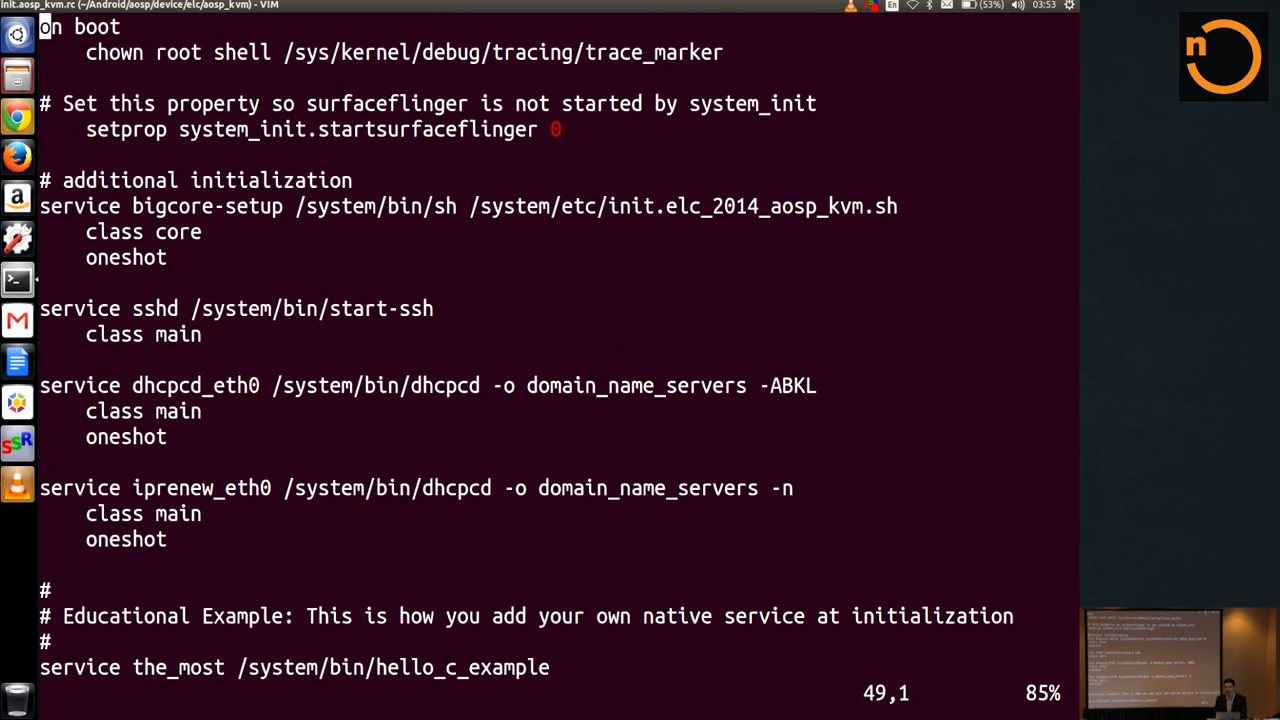 init.aosp_kvm.rc (~/Android/aosp/device/elc/aosp_kvm) - VIM
En (53%) 03:53
on boot
chown root shell /sys/kernel/debug/tracing/trace_marker
# Set this property so surfaceflinger is not started by system_init
setprop system_init.startsurfaceflinger 0
# additional initialization
service bigcore-setup /system/bin/sh /system/etc/init.elc_2014_aosp_kvm.sh
class core
oneshot
service sshd /system/bin/start-ssh
class main
service dhcpcd_eth0 /system/bin/dhcpcd -o domain_name_servers -ABKL
class main
oneshot
service iprenew_eth0 /system/bin/dhcpcd -o domain_name_servers -n
class main
oneshot
#
# Educational Example: This is how you add your own native service at initialization
#
service the_most /system/bin/hello_c_example
49,1 85%
n
a
SSR